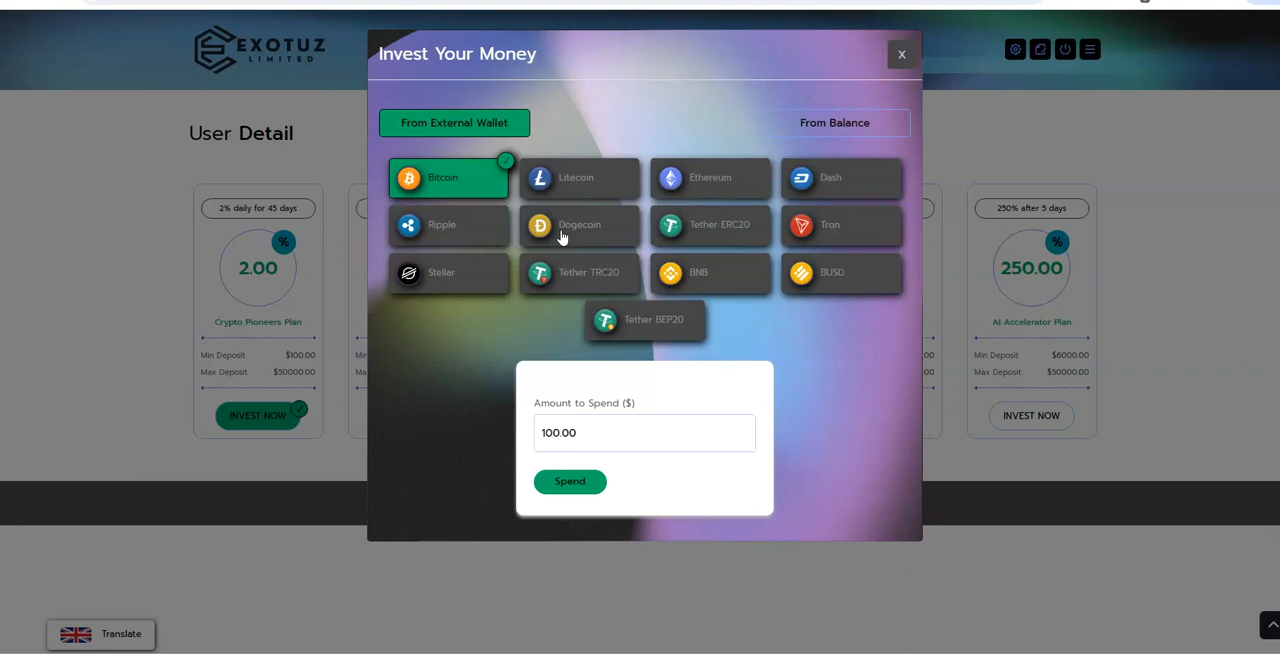 EXOTUZ
LIMITED
Invest Your Money
X
User Detail
From External Wallet
From Balance
Bitcoin
Litecoin
Ethereum
Dash
Ripple
Dogecoin
Tether ERC20
Tron
Stellar
Tether TRC20
BNB
BUSD
Tether BEP20
2% daily for 45 days
%
2.00
Crypto Pioneers Plan
Min Deposit $100.00
Max Deposit $50000.00
INVEST NOW
Amount to Spend ($)
100.00
Spend
250% after 5 days
%
250.00
AI Accelerator Plan
Min Deposit $6000.00
Max Deposit $50000.00
INVEST NOW
Translate